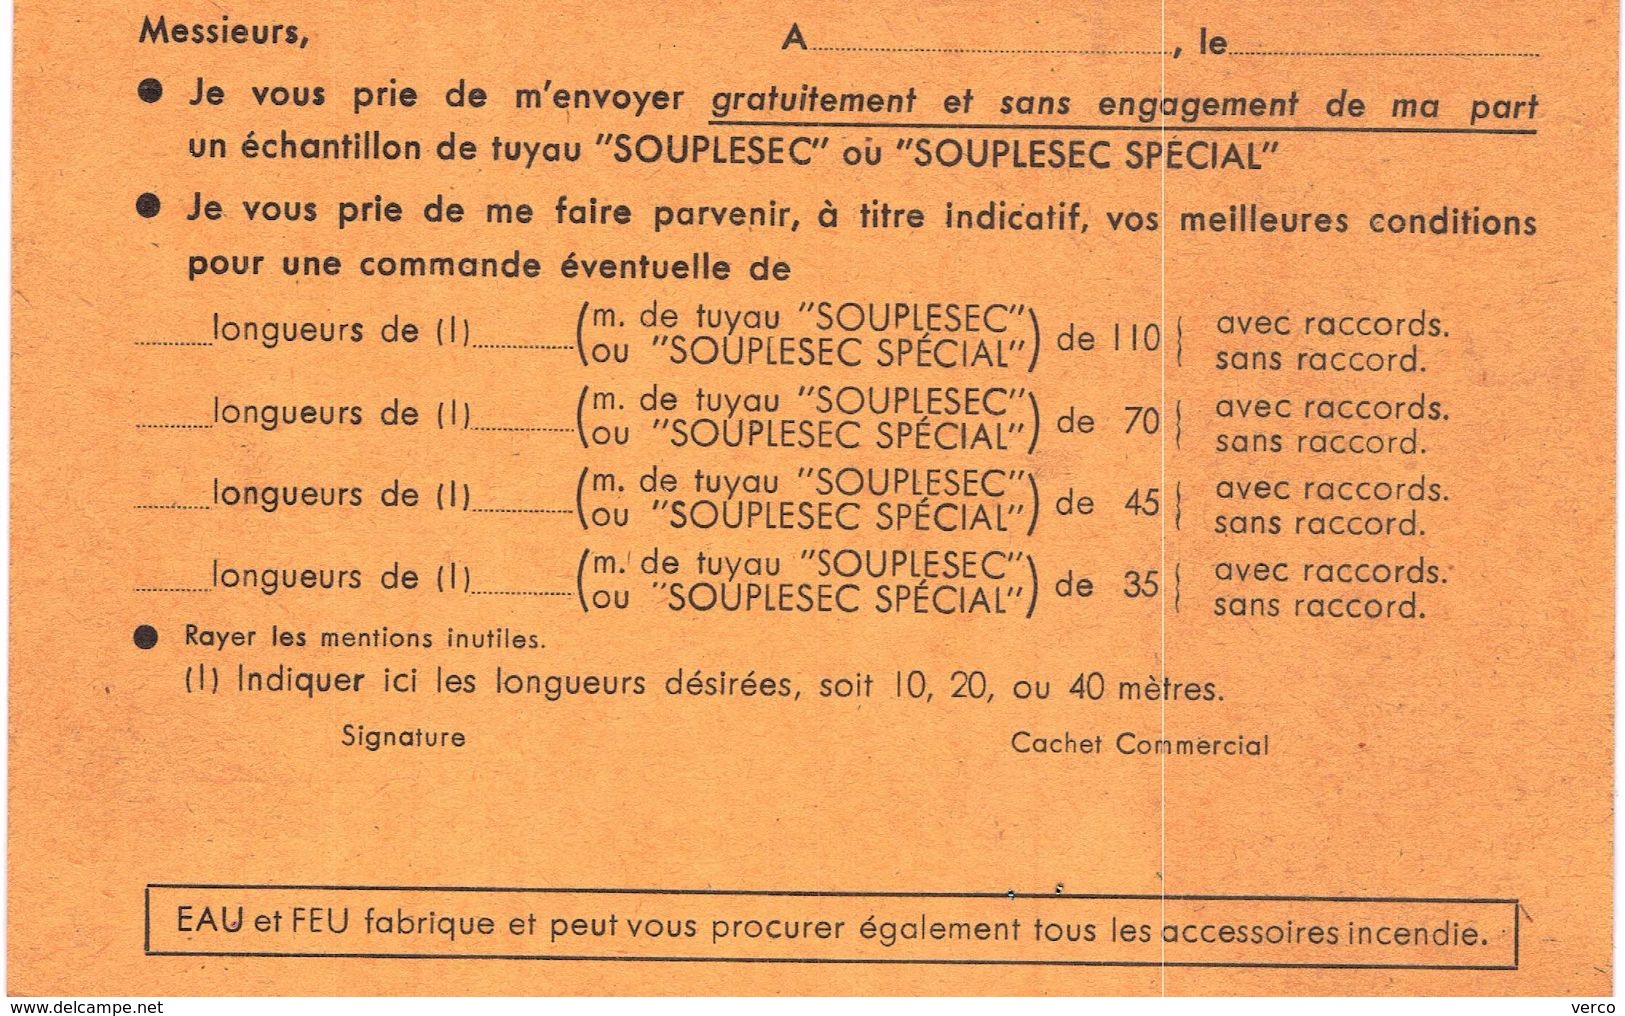 Messieurs,
A.........................., le..........................
● Je vous prie de m'envoyer gratuitement et sans engagement de ma part
un échantillon de tuyau "SOUPLESEC" ou "SOUPLESEC SPÉCIAL"
● Je vous prie de me faire parvenir, à titre indicatif, vos meilleures conditions
pour une commande éventuelle de
........longueurs de (1)..........(m. de tuyau "SOUPLESEC") de 110 } avec raccords.
ou "SOUPLESEC SPÉCIAL" sans raccord.
........longueurs de (1)..........(m. de tuyau "SOUPLESEC") de 70 } avec raccords.
ou "SOUPLESEC SPÉCIAL" sans raccord.
........longueurs de (1)..........(m. de tuyau "SOUPLESEC") de 45 } avec raccords.
ou "SOUPLESEC SPÉCIAL" sans raccord.
........longueurs de (1)..........(m. de tuyau "SOUPLESEC") de 35 } avec raccords.
ou "SOUPLESEC SPÉCIAL" sans raccord.
● Rayer les mentions inutiles.
(1) Indiquer ici les longueurs désirées, soit 10, 20, ou 40 mètres.
Signature
Cachet Commercial
EAU et FEU fabrique et peut vous procurer également tous les accessoires incendie.
www.delcampe.net
verco